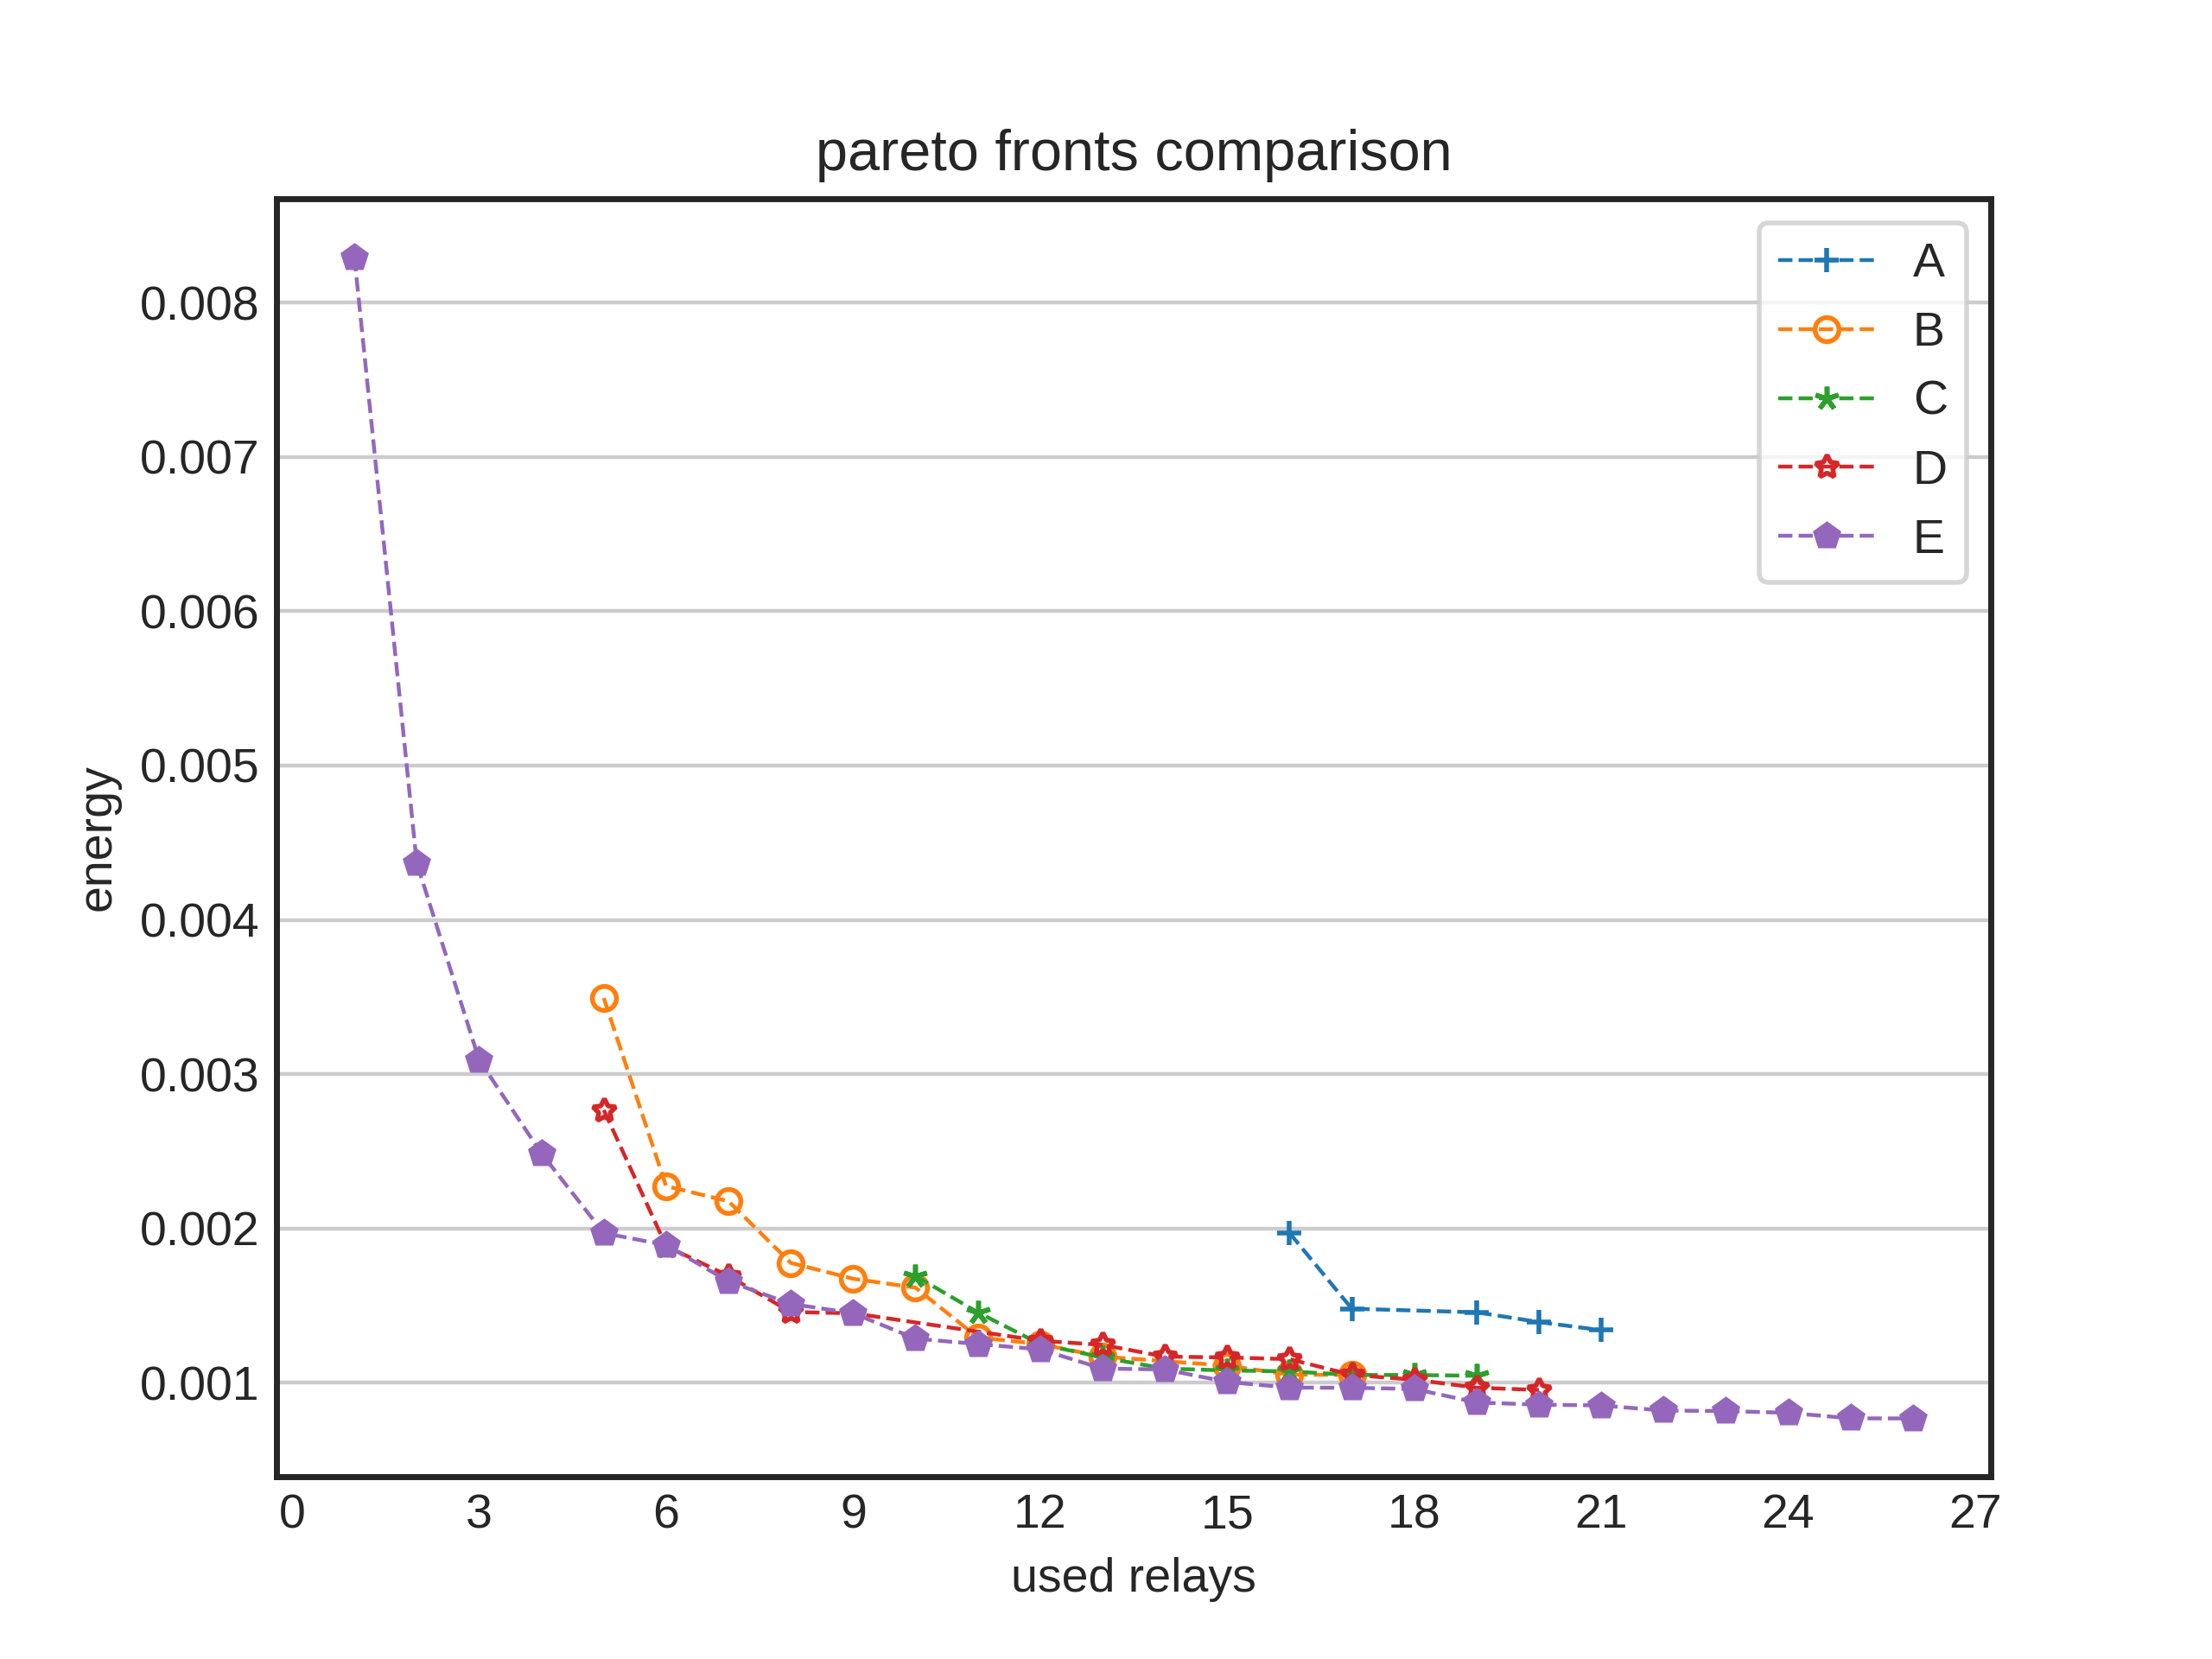 pareto fronts comparison
A
B
C
D
E
0.008
0.007
0.006
0.005
0.004
0.003
0.002
0.001
energy
0 3 6 9 12 15 18 21 24 27
used relays